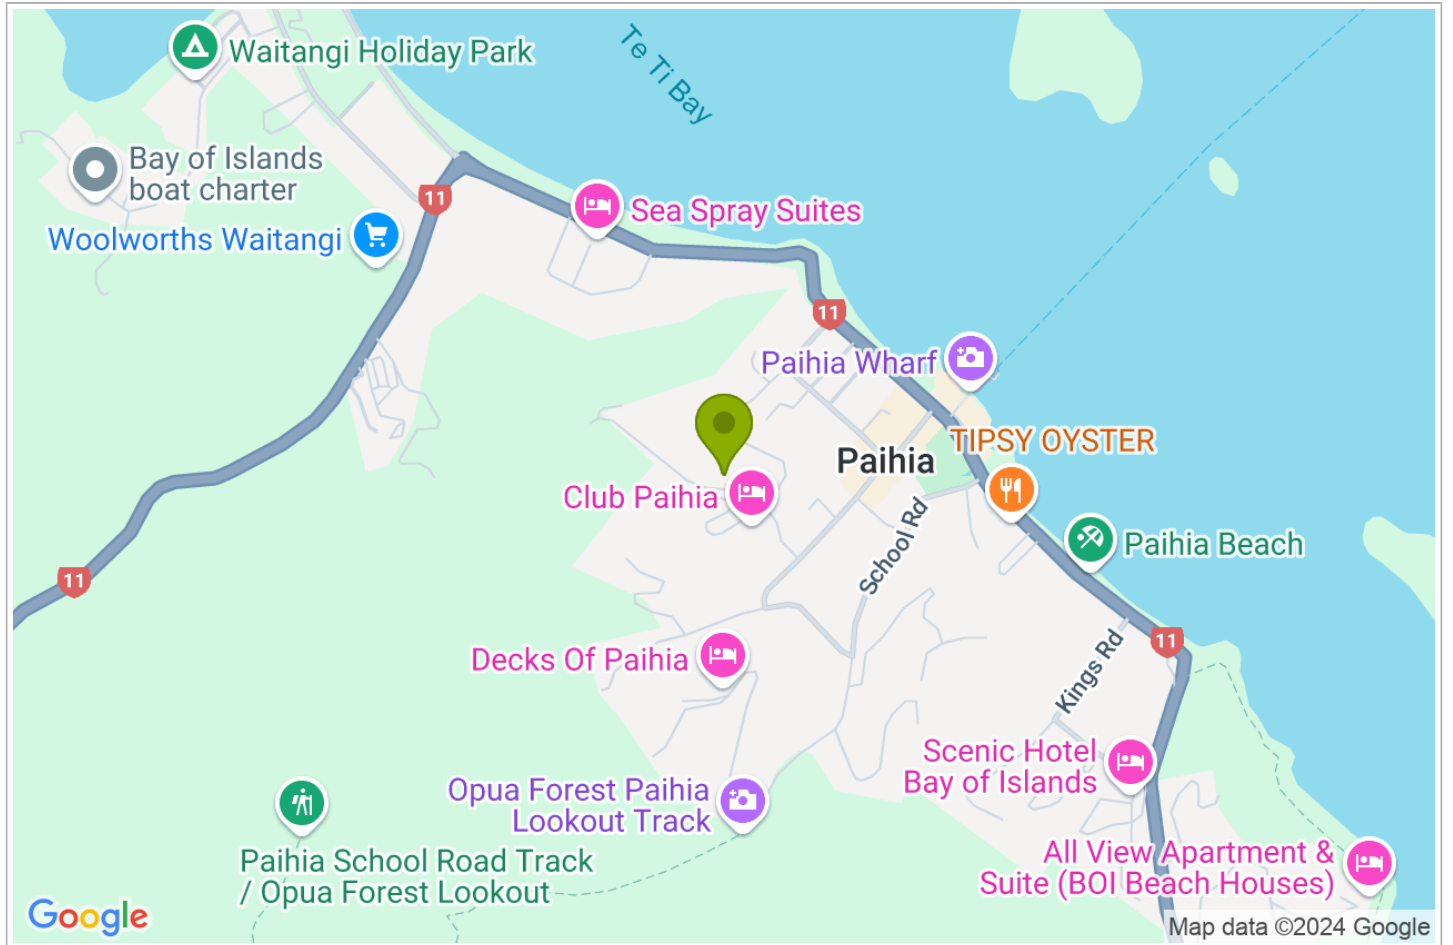 Waitangi Holiday Park
Te Ti Bay
Bay of Islands
boat charter
11
Woolworths Waitangi
Sea Spray Suites
11
Paihia Wharf
TIPSY OYSTER
Paihia
Club Paihia
School Rd
Paihia Beach
11
11
Kings Rd
Decks Of Paihia
Scenic Hotel
Bay of Islands
Opua Forest Paihia
Lookout Track
Paihia School Road Track
/ Opua Forest Lookout
All View Apartment &
Suite (BOI Beach Houses)
Google
Map data ©2024 Google